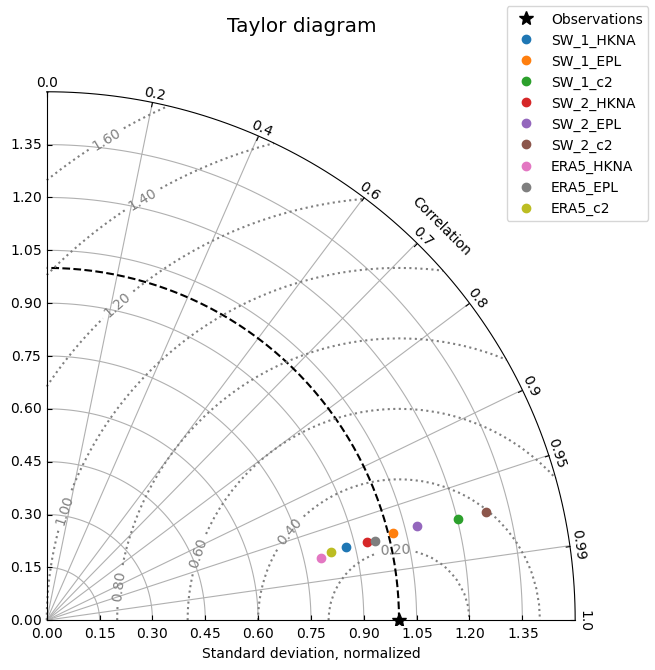 Taylor diagram
Observations
SW_1_HKNA
SW_1_EPL
SW_1_c2
SW_2_HKNA
SW_2_EPL
SW_2_c2
ERA5_HKNA
ERA5_EPL
ERA5_c2
0.0
0.2
0.4
0.6
0.7
0.8
0.9
0.95
0.99
1.0
Correlation
1.35
1.20
1.05
0.90
0.75
0.60
0.45
0.30
0.15
0.00
1.60
1.40
1.20
1.00
0.80
0.60
0.40
0.20
0.00
0.15
0.30
0.45
0.60
0.75
0.90
1.05
1.20
1.35
Standard deviation, normalized